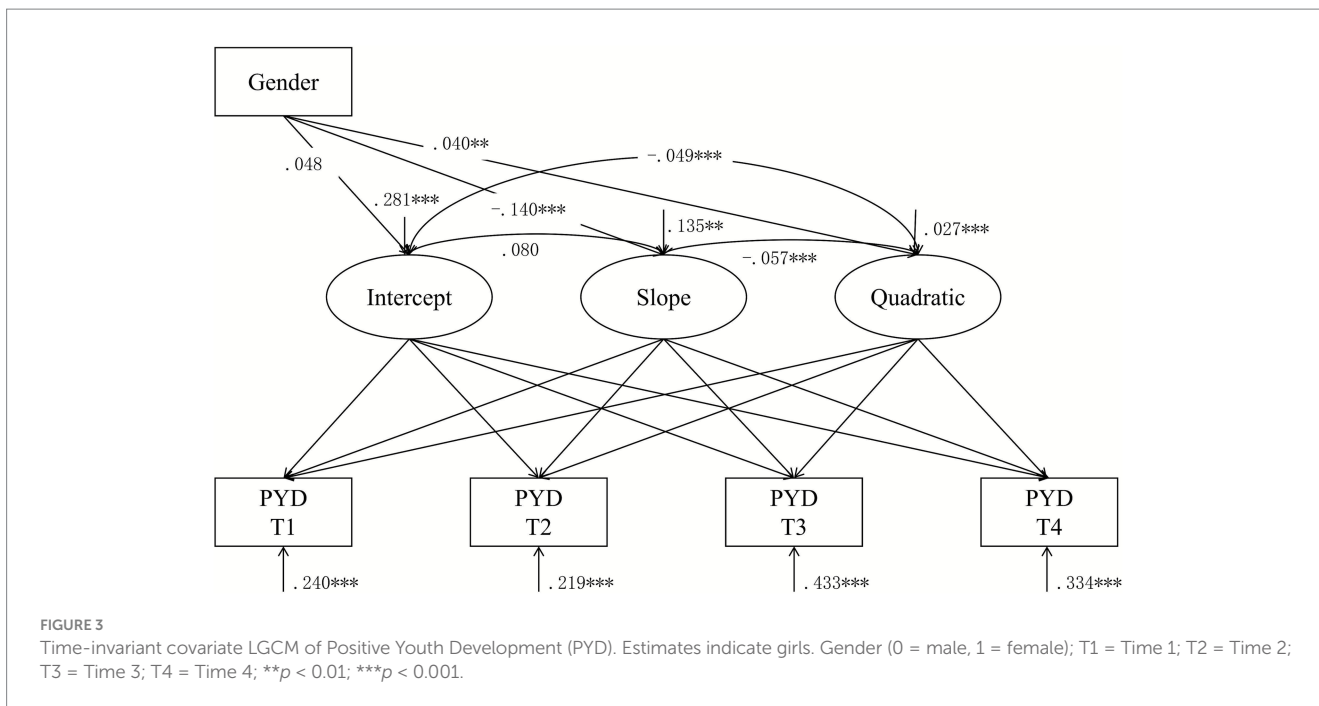 Gender
.040**
-.049***
.048
.281***
-.140***
.135**
.027***
.080
-.057***
Intercept
Slope
Quadratic
PYD
T1
PYD
T2
PYD
T3
PYD
T4
.240***
.219***
.433***
.334***
FIGURE 3
Time-invariant covariate LGCM of Positive Youth Development (PYD). Estimates indicate girls. Gender (0 = male, 1 = female); T1 = Time 1; T2 = Time 2;
T3 = Time 3; T4 = Time 4; **p < 0.01; ***p < 0.001.